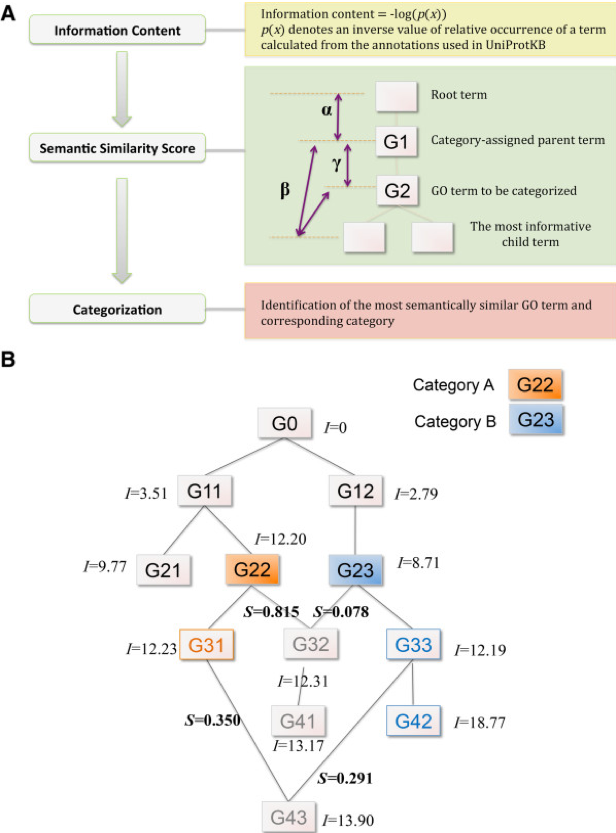 A
Information Content
Information content = -log(p(x))
p(x) denotes an inverse value of relative occurrence of a term
calculated from the annotations used in UniProtKB
Semantic Similarity Score
α
β
γ
Root term
G1
Category-assigned parent term
G2
GO term to be categorized
The most informative
child term
Categorization
Identification of the most semantically similar GO term and
corresponding category
B
Category A
G22
Category B
G23
G0
I=0
I=3.51
G11
G12
I=2.79
I=12.20
I=9.77
G21
G22
G23
I=8.71
S=0.815
S=0.078
I=12.23
G31
G32
G33
I=12.19
I=12.31
S=0.350
G41
G42
I=18.77
I=13.17
S=0.291
G43
I=13.90